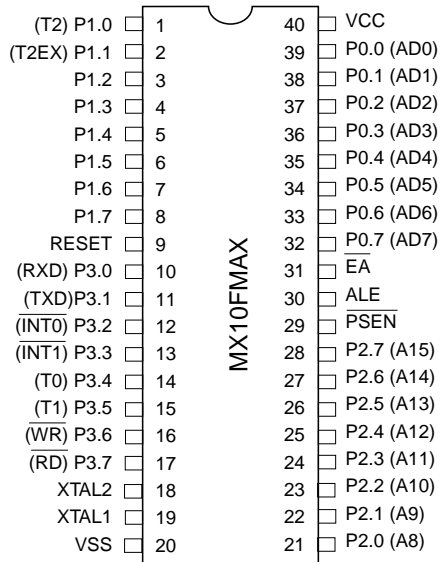 (T2) P1.0 1 40 VCC
(T2EX) P1.1 2 39 P0.0 (AD0)
P1.2 3 38 P0.1 (AD1)
P1.3 4 37 P0.2 (AD2)
P1.4 5 36 P0.3 (AD3)
P1.5 6 35 P0.4 (AD4)
P1.6 7 34 P0.5 (AD5)
P1.7 8 33 P0.6 (AD6)
RESET 9 32 P0.7 (AD7)
(RXD) P3.0 10 31 E̅A̅
(TXD)P3.1 11 30 ALE
(I̅N̅T̅0̅) P3.2 12 29 P̅S̅E̅N̅
(I̅N̅T̅1̅) P3.3 13 28 P2.7 (A15)
(T0) P3.4 14 27 P2.6 (A14)
(T1) P3.5 15 26 P2.5 (A13)
(W̅R̅) P3.6 16 25 P2.4 (A12)
(R̅D̅) P3.7 17 24 P2.3 (A11)
XTAL2 18 23 P2.2 (A10)
XTAL1 19 22 P2.1 (A9)
VSS 20 21 P2.0 (A8)
MX10FMAX